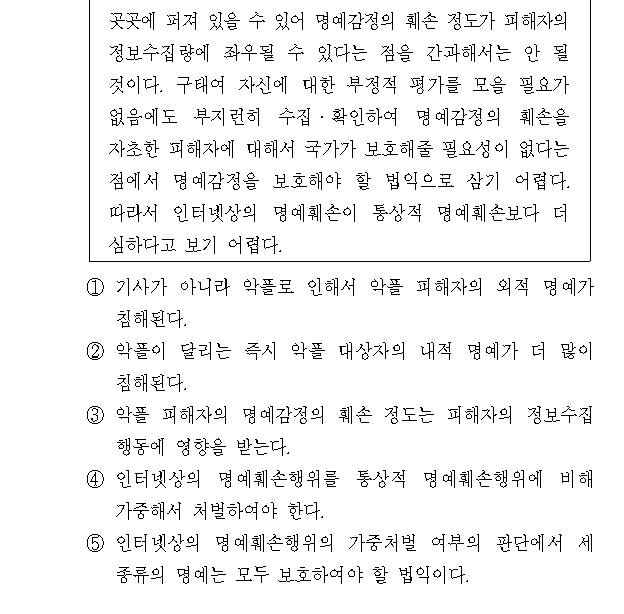 곳곳에 퍼져 있을 수 있어 명예감정의 훼손 정도가 피해자의
정보수집량에 좌우될 수 있다는 점을 간과해서는 안 될
것이다. 구태여 자신에 대한 부정적 평가를 모을 필요가
없음에도 부지런히 수집·확인하여 명예감정의 훼손을
자초한 피해자에 대해서 국가가 보호해줄 필요성이 없다는
점에서 명예감정을 보호해야 할 법익으로 삼기 어렵다.
따라서 인터넷상의 명예훼손이 통상적 명예훼손보다 더
심하다고 보기 어렵다.
① 기사가 아니라 악플로 인해서 악플 피해자의 외적 명예가
침해된다.
② 악플이 달리는 즉시 악플 대상자의 내적 명예가 더 많이
침해된다.
③ 악플 피해자의 명예감정의 훼손 정도는 피해자의 정보수집
행동에 영향을 받는다.
④ 인터넷상의 명예훼손행위를 통상적 명예훼손행위에 비해
가중해서 처벌하여야 한다.
⑤ 인터넷상의 명예훼손행위의 가중처벌 여부의 판단에서 세
종류의 명예는 모두 보호하여야 할 법익이다.